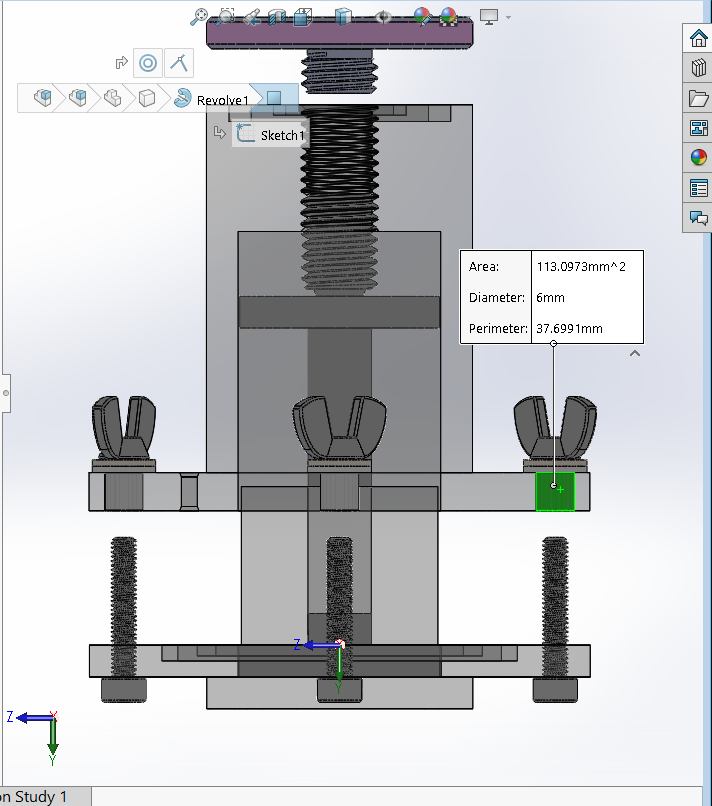 Revolve1
Sketch1
Area: 113.0973mm^2
Diameter: 6mm
Perimeter: 37.6991mm
Z
Y
Z X
Y
on Study 1